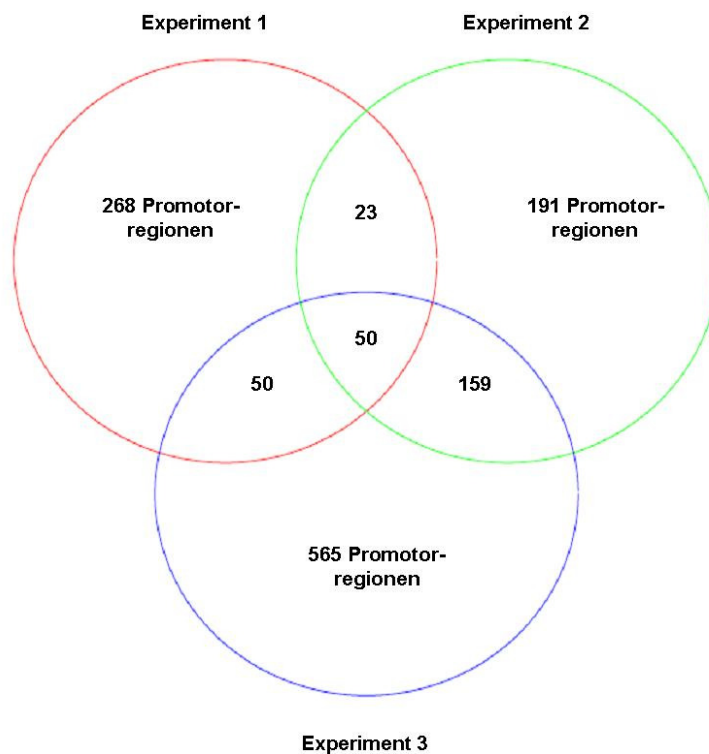 Experiment 1
Experiment 2
268 Promotor-
regionen
23
191 Promotor-
regionen
50
50
159
565 Promotor-
regionen
Experiment 3